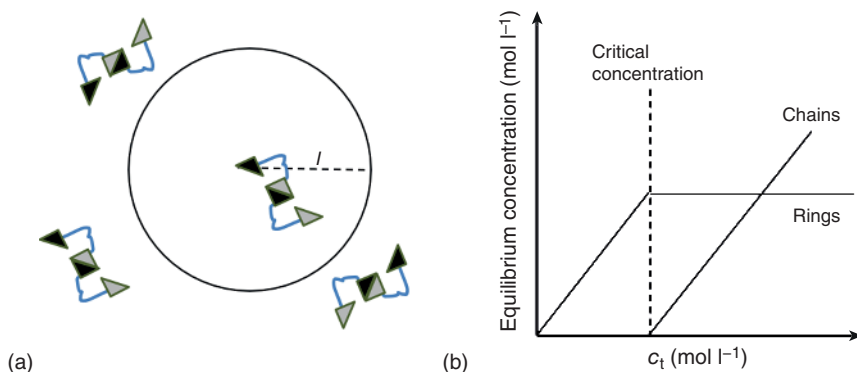 (a)
l
(b)
Equilibrium concentration (mol l⁻¹)
Critical
concentration
Chains
Rings
cₜ (mol l⁻¹)